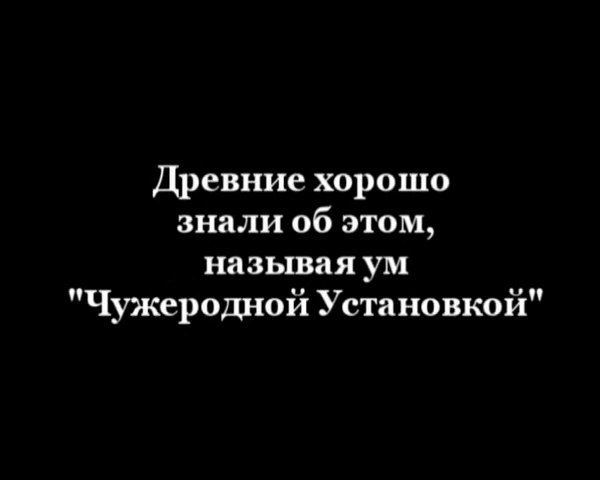 Древние хорошо
знали об этом,
называя ум
"Чужеродной Установкой"